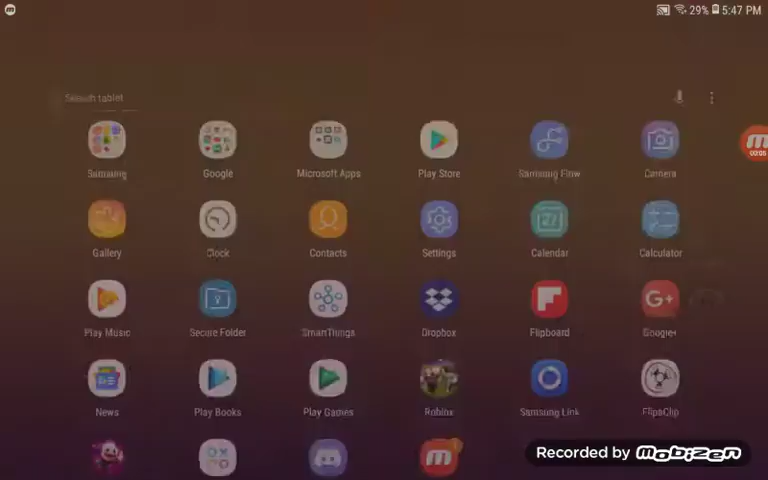 29% 5:47 PM
Search tablet
00:05
Samsung Google Microsoft Apps Play Store Samsung Flow Camera
Gallery Clock Contacts Settings Calendar Calculator
Play Music Secure Folder SmartThings Dropbox Flipboard Google+
News Play Books Play Games Roblox Samsung Link FlipaClip
Recorded by Mobizen